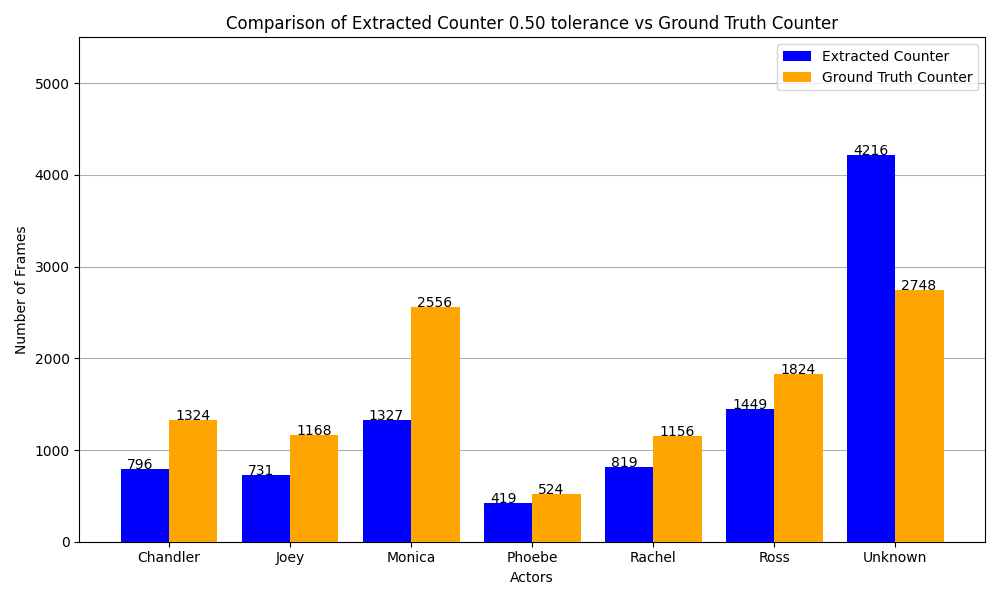 Comparison of Extracted Counter 0.50 tolerance vs Ground Truth Counter
Extracted Counter
Ground Truth Counter
Number of Frames
5000
4000
3000
2000
1000
0
796
1324
731
1168
1327
2556
419
524
819
1156
1449
1824
4216
2748
Chandler
Joey
Monica
Phoebe
Rachel
Ross
Unknown
Actors